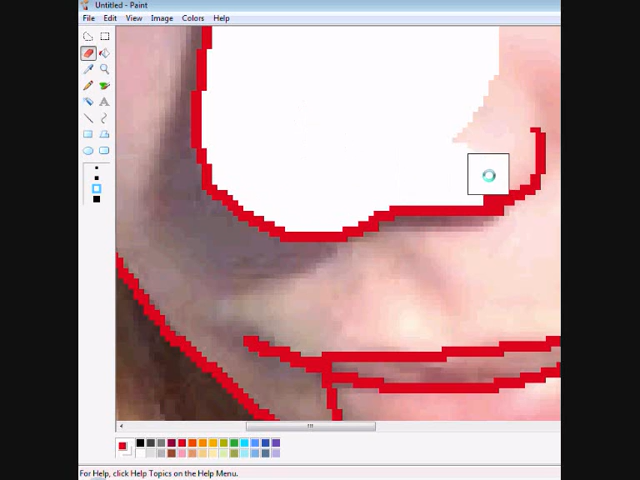 Untitled - Paint
File Edit View Image Colors Help
For Help, click Help Topics on the Help Menu.